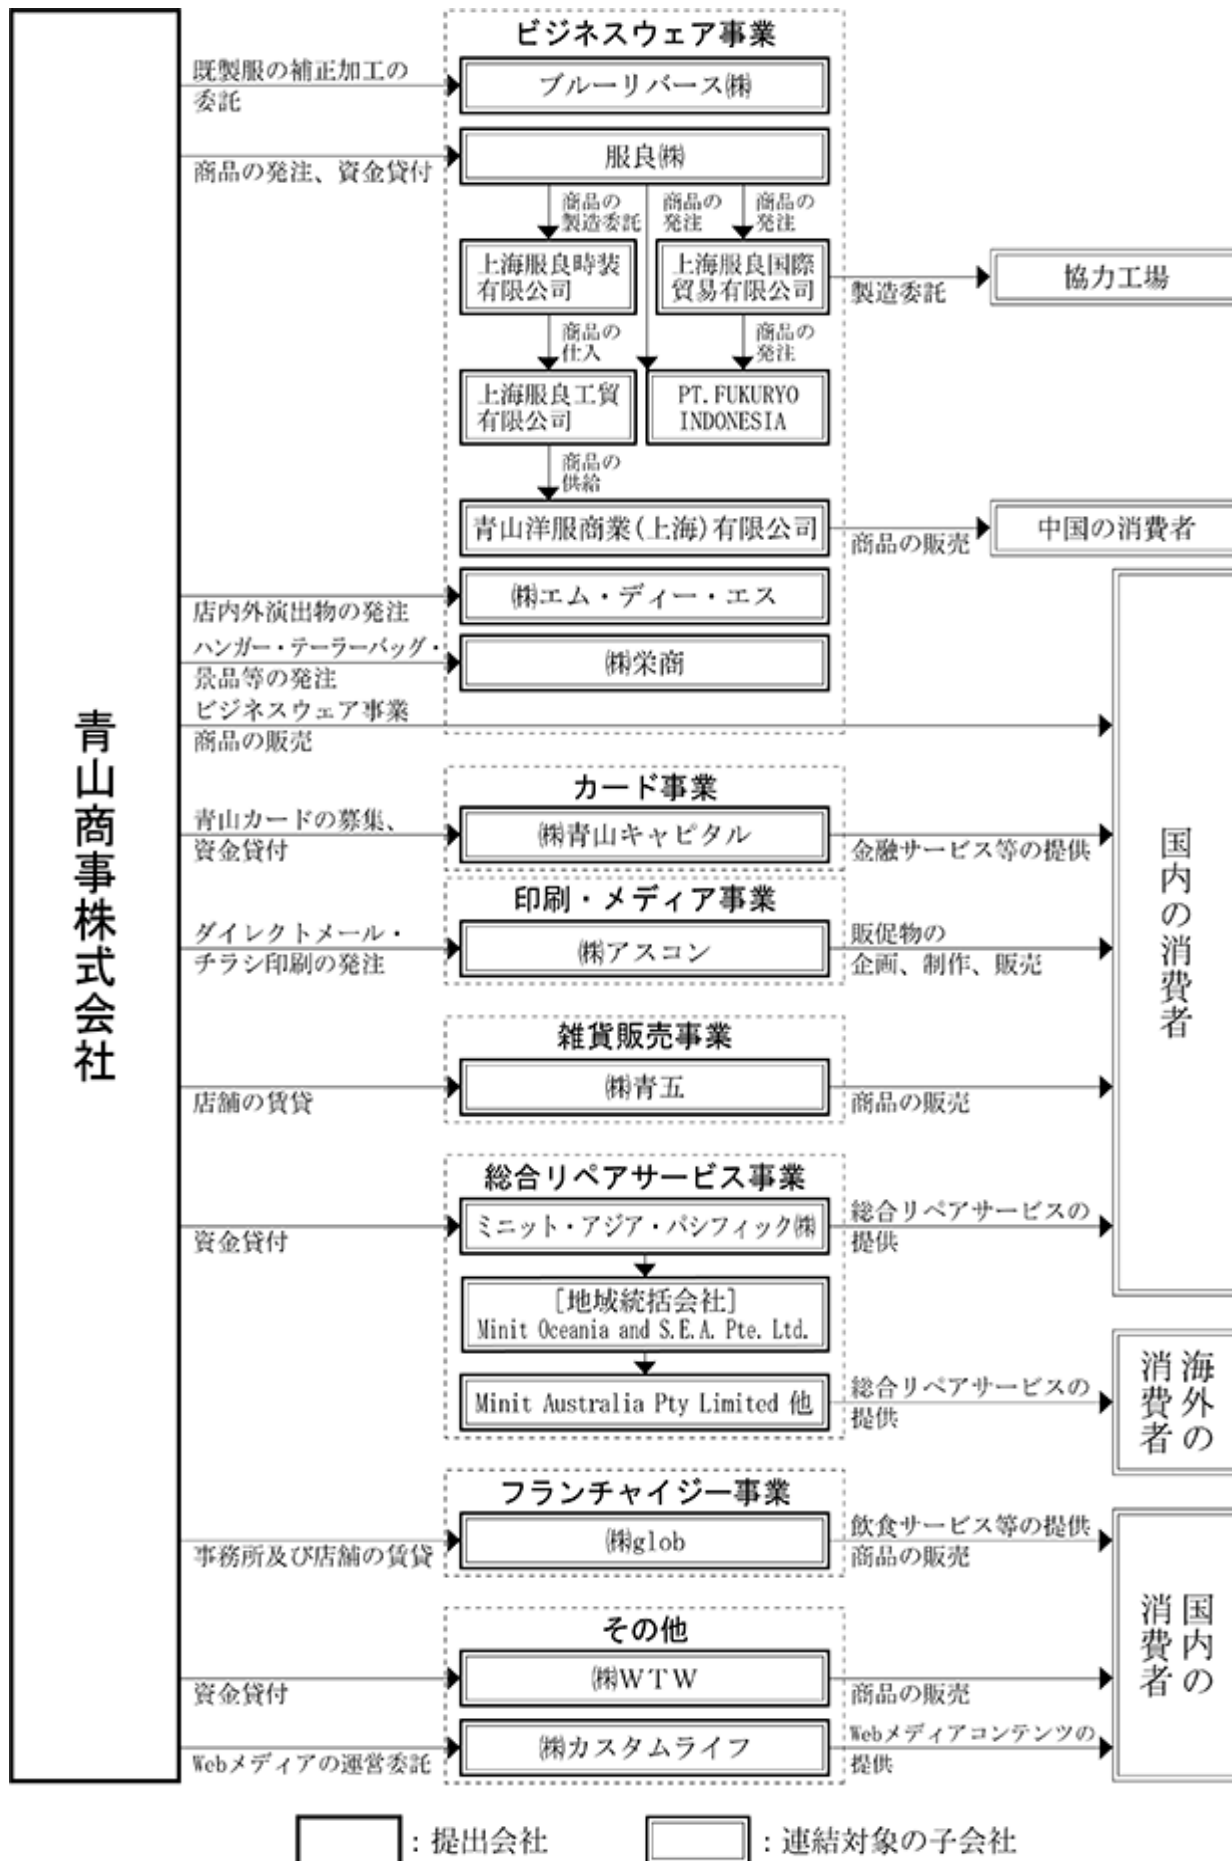 青山商事株式会社
ビジネスウェア事業
既製服の補正加工の
委託
ブルーリバース㈱
商品の発注、資金貸付
服良㈱
商品の
製造委託
商品の
発注
商品の
発注
上海服良時装
有限公司
上海服良国際
貿易有限公司
製造委託
協力工場
商品の
仕入
商品の
発注
上海服良工貿
有限公司
PT.FUKURYO
INDONESIA
商品の
供給
青山洋服商業(上海)有限公司
商品の販売
中国の消費者
店内外演出物の発注
㈱エム・ディー・エス
ハンガー・テーラーバッグ・
景品等の発注
㈱栄商
ビジネスウェア事業
商品の販売
国内の消費者
カード事業
青山カードの募集、
資金貸付
㈱青山キャピタル
金融サービス等の提供
印刷・メディア事業
ダイレクトメール・
チラシ印刷の発注
㈱アスコン
販促物の
企画、制作、販売
雑貨販売事業
店舗の賃貸
㈱青五
商品の販売
総合リペアサービス事業
資金貸付
ミニット・アジア・パシフィック㈱
総合リペアサービスの
提供
[地域統括会社]
Minit Oceania and S.E.A. Pte. Ltd.
Minit Australia Pty Limited 他
総合リペアサービスの
提供
海外の
消費者
フランチャイジー事業
事務所及び店舗の賃貸
㈱glob
飲食サービス等の提供
商品の販売
国内の
消費者
その他
資金貸付
㈱WTW
商品の販売
Webメディアの運営委託
㈱カスタムライフ
Webメディアコンテンツの
提供
：提出会社
：連結対象の子会社